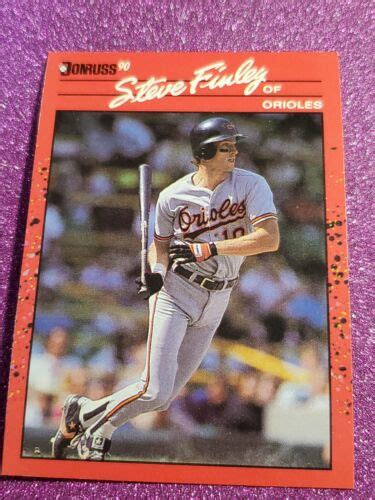 DONRUSS '90
Steve Finley
OF
ORIOLES
Orioles
10